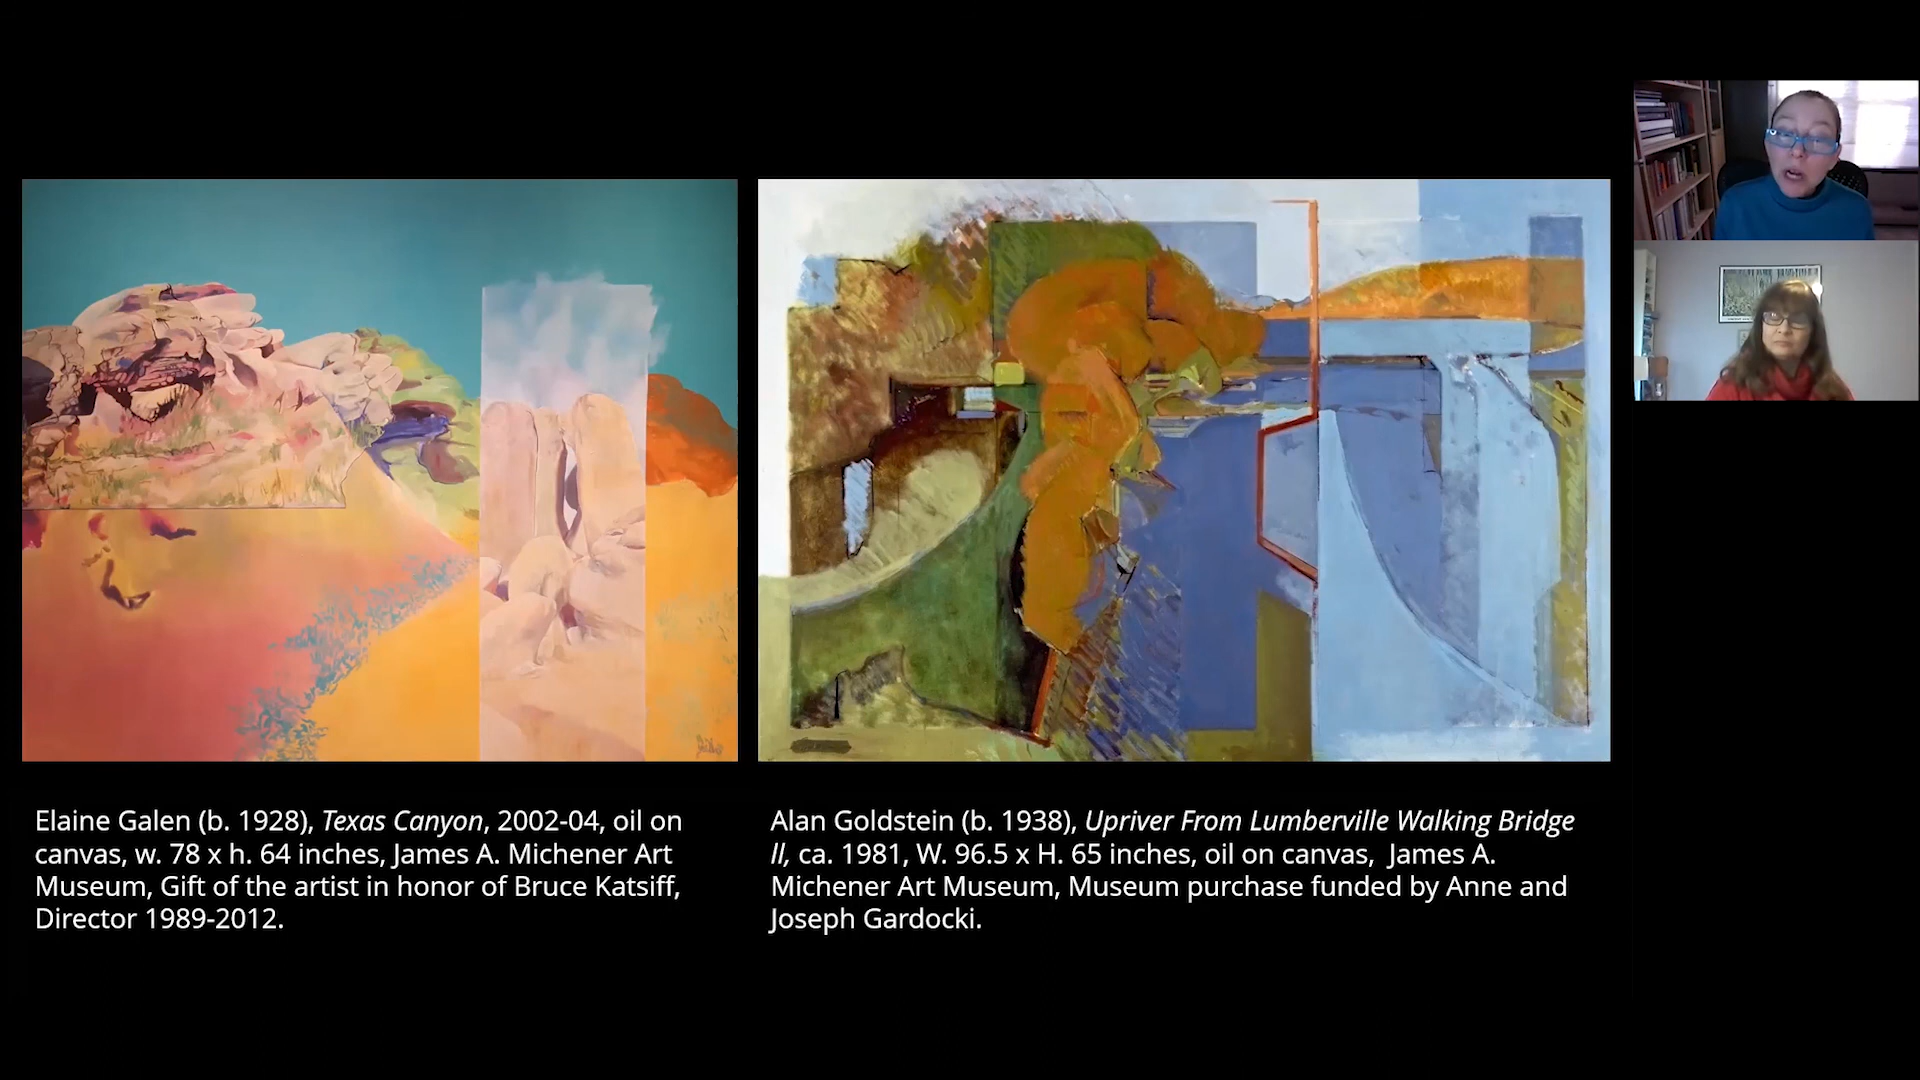 Elaine Galen (b. 1928), Texas Canyon, 2002-04, oil on
canvas, w. 78 x h. 64 inches, James A. Michener Art
Museum, Gift of the artist in honor of Bruce Katsiff,
Director 1989-2012.
Alan Goldstein (b. 1938), Upriver From Lumberville Walking Bridge
II, ca. 1981, W. 96.5 x H. 65 inches, oil on canvas, James A.
Michener Art Museum, Museum purchase funded by Anne and
Joseph Gardocki.